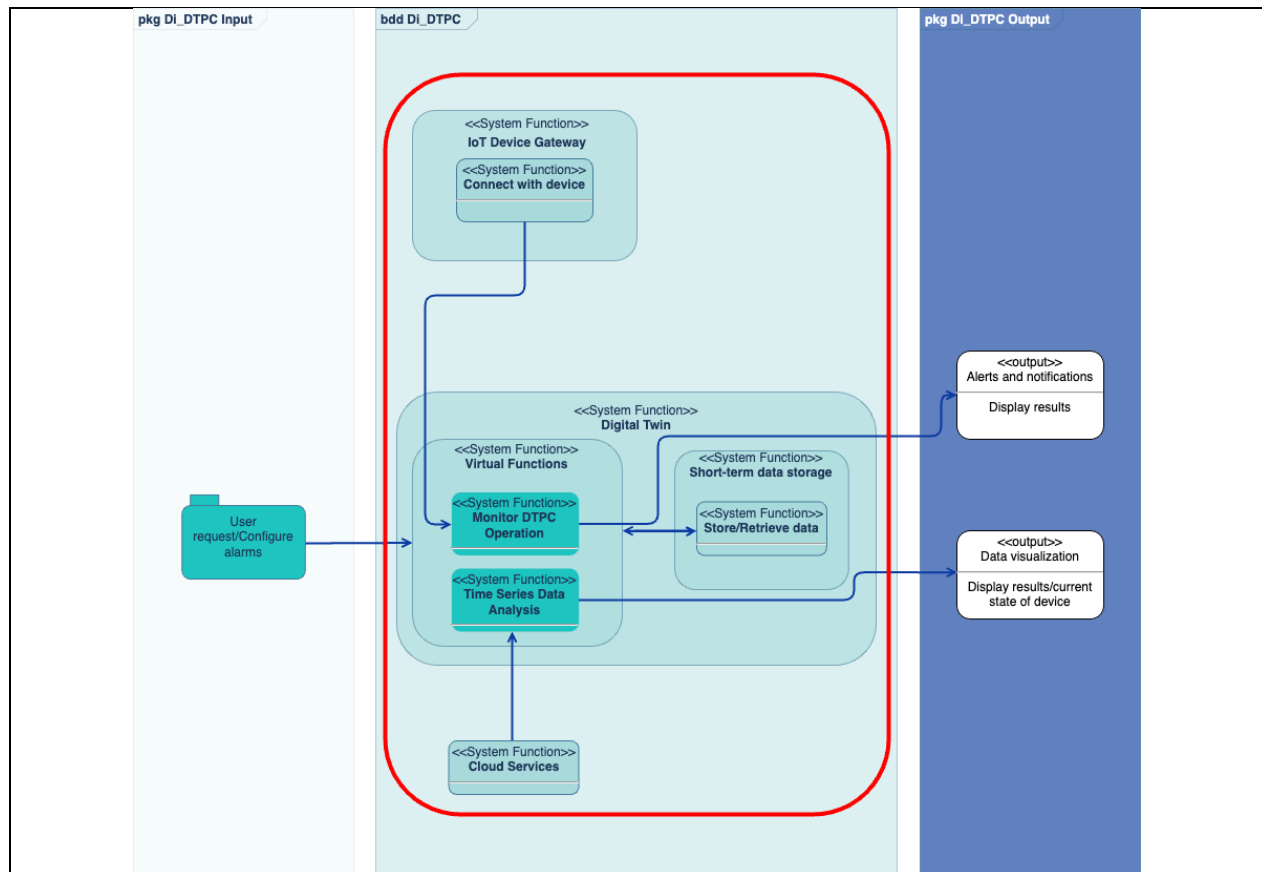 pkg Di_DTPC Input
bdd Di_DTPC
pkg Di_DTPC Output
<<System Function>>
IoT Device Gateway
<<System Function>>
Connect with device
<<System Function>>
Digital Twin
<<System Function>>
Virtual Functions
<<System Function>>
Monitor DTPC
Operation
<<System Function>>
Time Series Data
Analysis
<<System Function>>
Short-term data storage
<<System Function>>
Store/Retrieve data
<<System Function>>
Cloud Services
User
request/Configure
alarms
<<output>>
Alerts and notifications
Display results
<<output>>
Data visualization
Display results/current
state of device